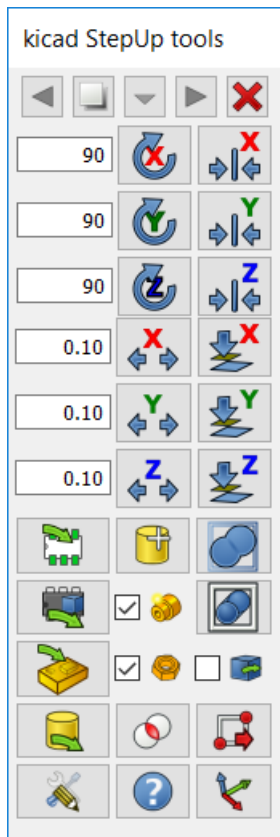 kicad StepUp tools
90 X X
90 Y Y
90 Z Z
0.10 X X
0.10 Y Y
0.10 Z Z
?